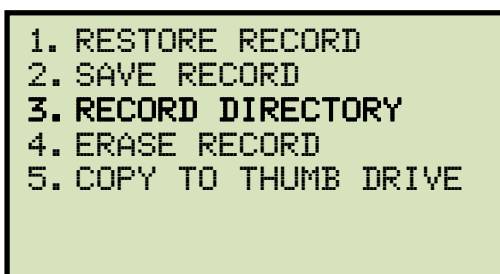 1. RESTORE RECORD
2. SAVE RECORD
3. RECORD DIRECTORY
4. ERASE RECORD
5. COPY TO THUMB DRIVE